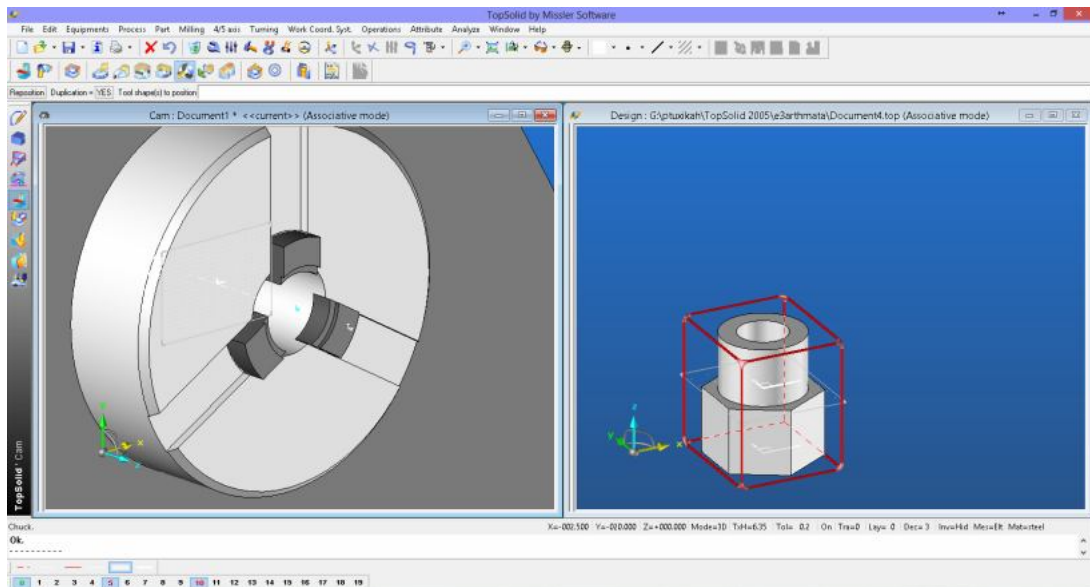 TopSolid by Missler Software
File Edit Equipments Process Part Milling 4/5 axis Turning Work Coord. Syst. Operations Attribute Analyze Window Help
Reposition Duplication = YES Tool shape(s) to position
Cam : Document1 * <<current>> (Associative mode)
Design : G:\ptuxikah\TopSolid 2005\e3arthmata\Document4.top (Associative mode)
TopSolid'Cam
Chuck.
X=-002.500 Y=-020.000 Z=+000.000 Mode=3D TxH=6.35 Tol= 0.2 On Tra=0 Lay= 0 Dec= 3 Inv=Hid Mes=Elt Mat=steel
Ok.
----------
0 1 2 3 4 5 6 7 8 9 10 11 12 13 14 15 16 17 18 19